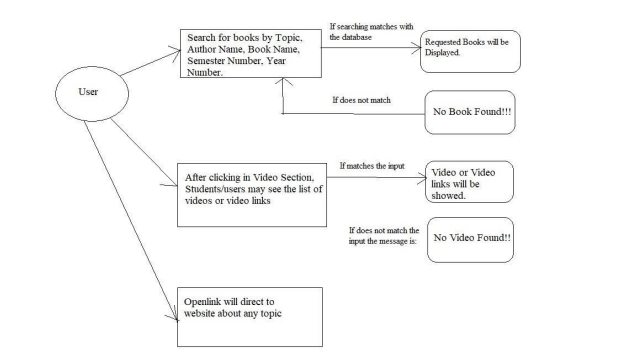 User
Search for books by Topic,
Author Name, Book Name,
Semester Number, Year
Number.
If searching matches with
the database
Requested Books will be
Displayed.
If does not match
No Book Found!!!
After clicking in Video Section,
Students/users may see the list of
videos or video links
If matches the input
Video or Video
links will be
showed.
If does not match the
input the message is:
No Video Found!!
Openlink will direct to
website about any topic